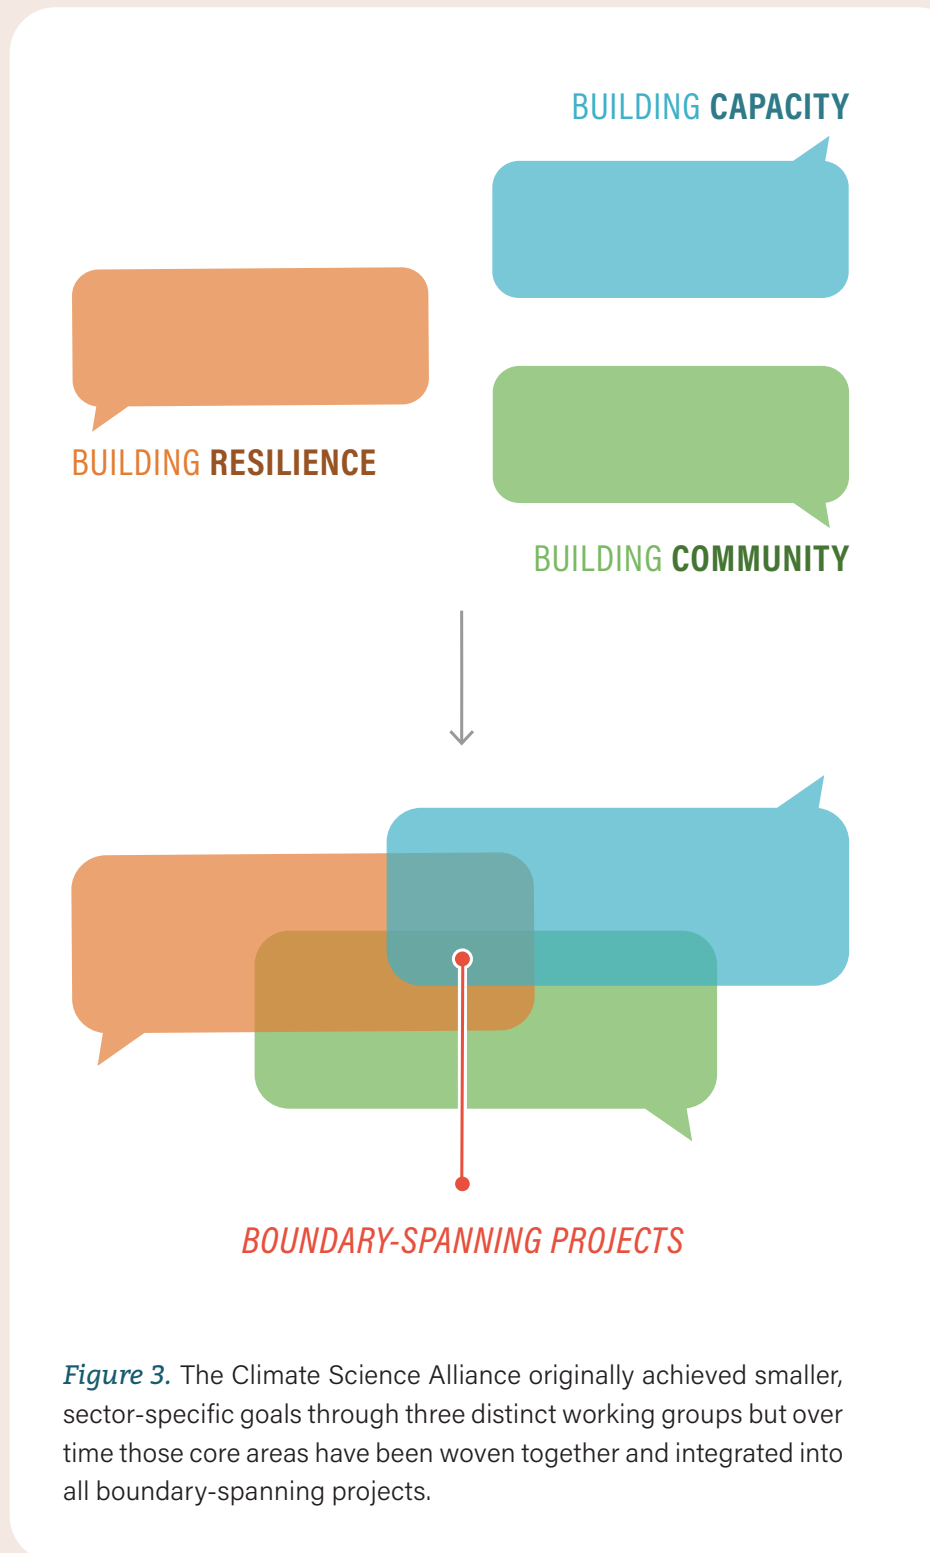 BUILDING CAPACITY
BUILDING RESILIENCE
BUILDING COMMUNITY
BOUNDARY-SPANNING PROJECTS
Figure 3. The Climate Science Alliance originally achieved smaller,
sector-specific goals through three distinct working groups but over
time those core areas have been woven together and integrated into
all boundary-spanning projects.